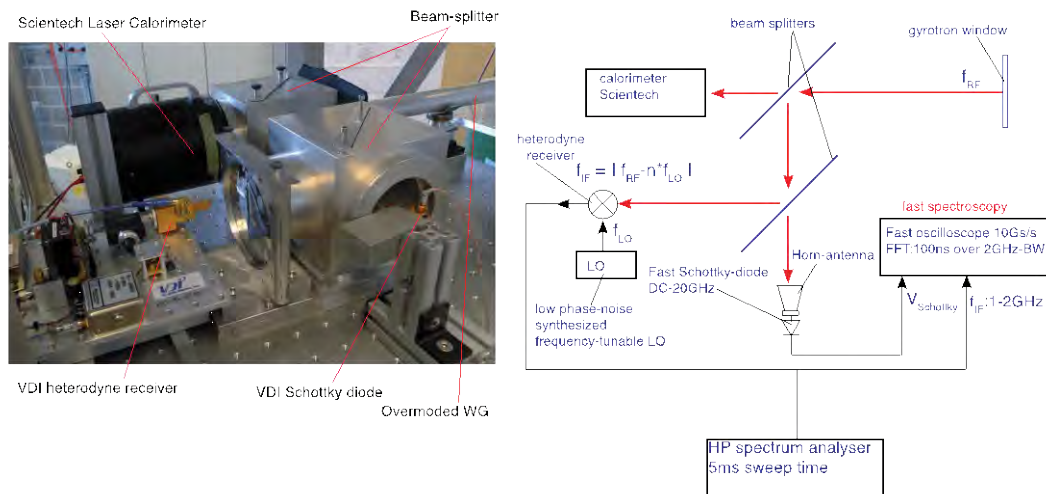 Scientech Laser Calorimeter
Beam-splitter
VDI
VDI heterodyne receiver
VDI Schottky diode
Overmoded WG
beam splitters
gyrotron window
calorimeter
Scientech
f_RF
heterodyne
receiver
f_IF = | f_RF-n*f_LO |
f_LO
LO
low phase-noise
synthesized
frequency-tunable LO
Fast Schottky-diode
DC-20GHz
Horn-antenna
fast spectroscopy
Fast oscilloscope 10Gs/s
FFT:100ns over 2GHz-BW
V_Schottky
f_IF:1-2GHz
HP spectrum analyser
5ms sweep time